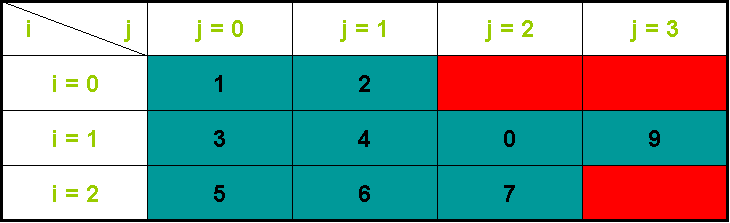 i j j = 0 j = 1 j = 2 j = 3
i = 0 1 2
i = 1 3 4 0 9
i = 2 5 6 7